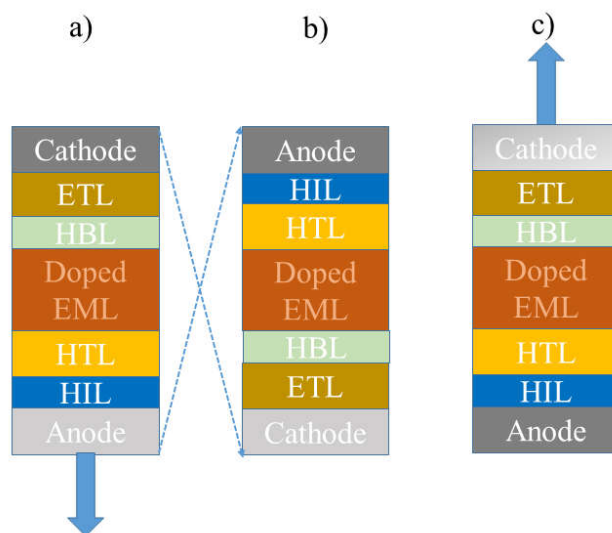 a)
b)
c)
Cathode
ETL
HBL
Doped
EML
HTL
HIL
Anode
Anode
HIL
HTL
Doped
EML
HBL
ETL
Cathode
Cathode
ETL
HBL
Doped
EML
HTL
HIL
Anode